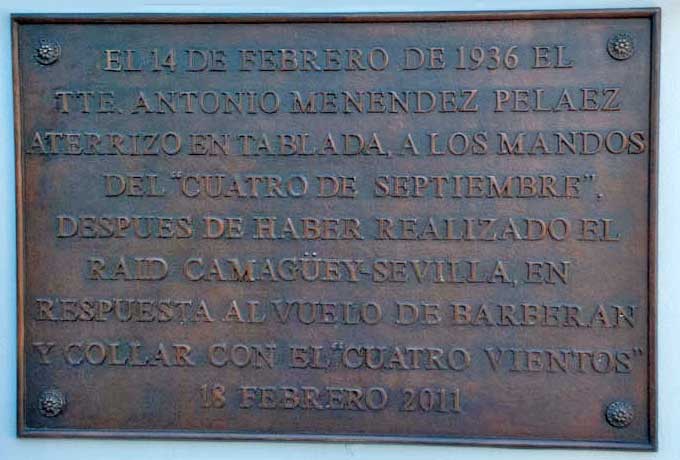 EL 14 DE FEBRERO DE 1936 EL
TTE. ANTONIO MENENDEZ PELAEZ
ATERRIZO EN TABLADA, A LOS MANDOS
DEL "CUATRO DE SEPTIEMBRE",
DESPUES DE HABER REALIZADO EL
RAID CAMAGÜEY-SEVILLA, EN
RESPUESTA AL VUELO DE BARBERAN
Y COLLAR CON EL "CUATRO VIENTOS"
18 FEBRERO 2011